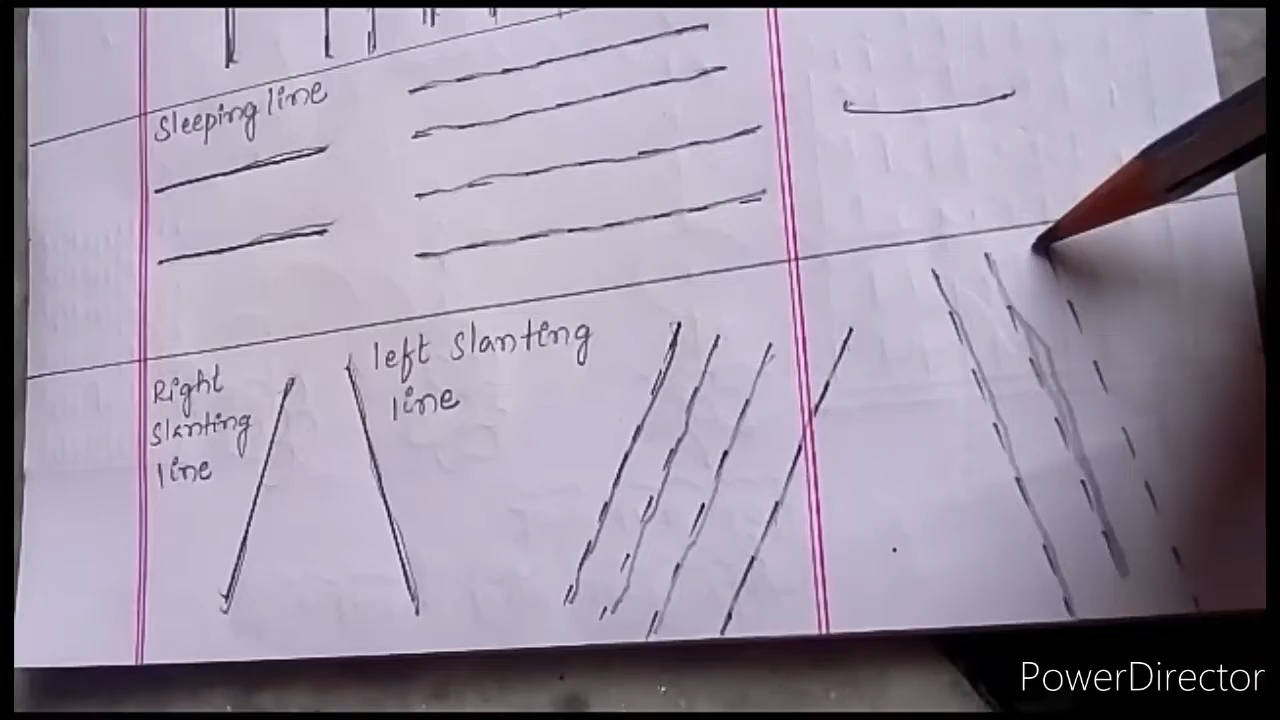 Sleeping line
left slanting
line
Right
slanting
line
PowerDirector